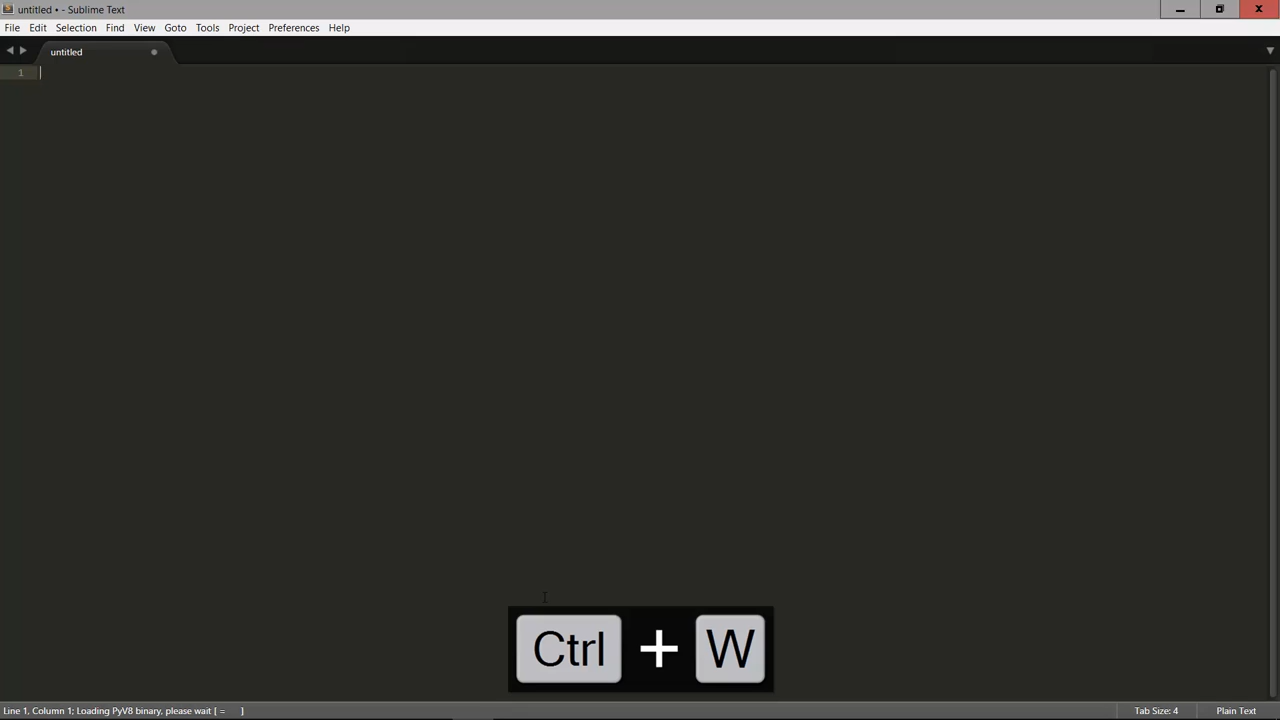 untitled • - Sublime Text
File Edit Selection Find View Goto Tools Project Preferences Help
untitled
1
Ctrl + W
Line 1, Column 1; Loading PyV8 binary, please wait [ = ]
Tab Size: 4
Plain Text